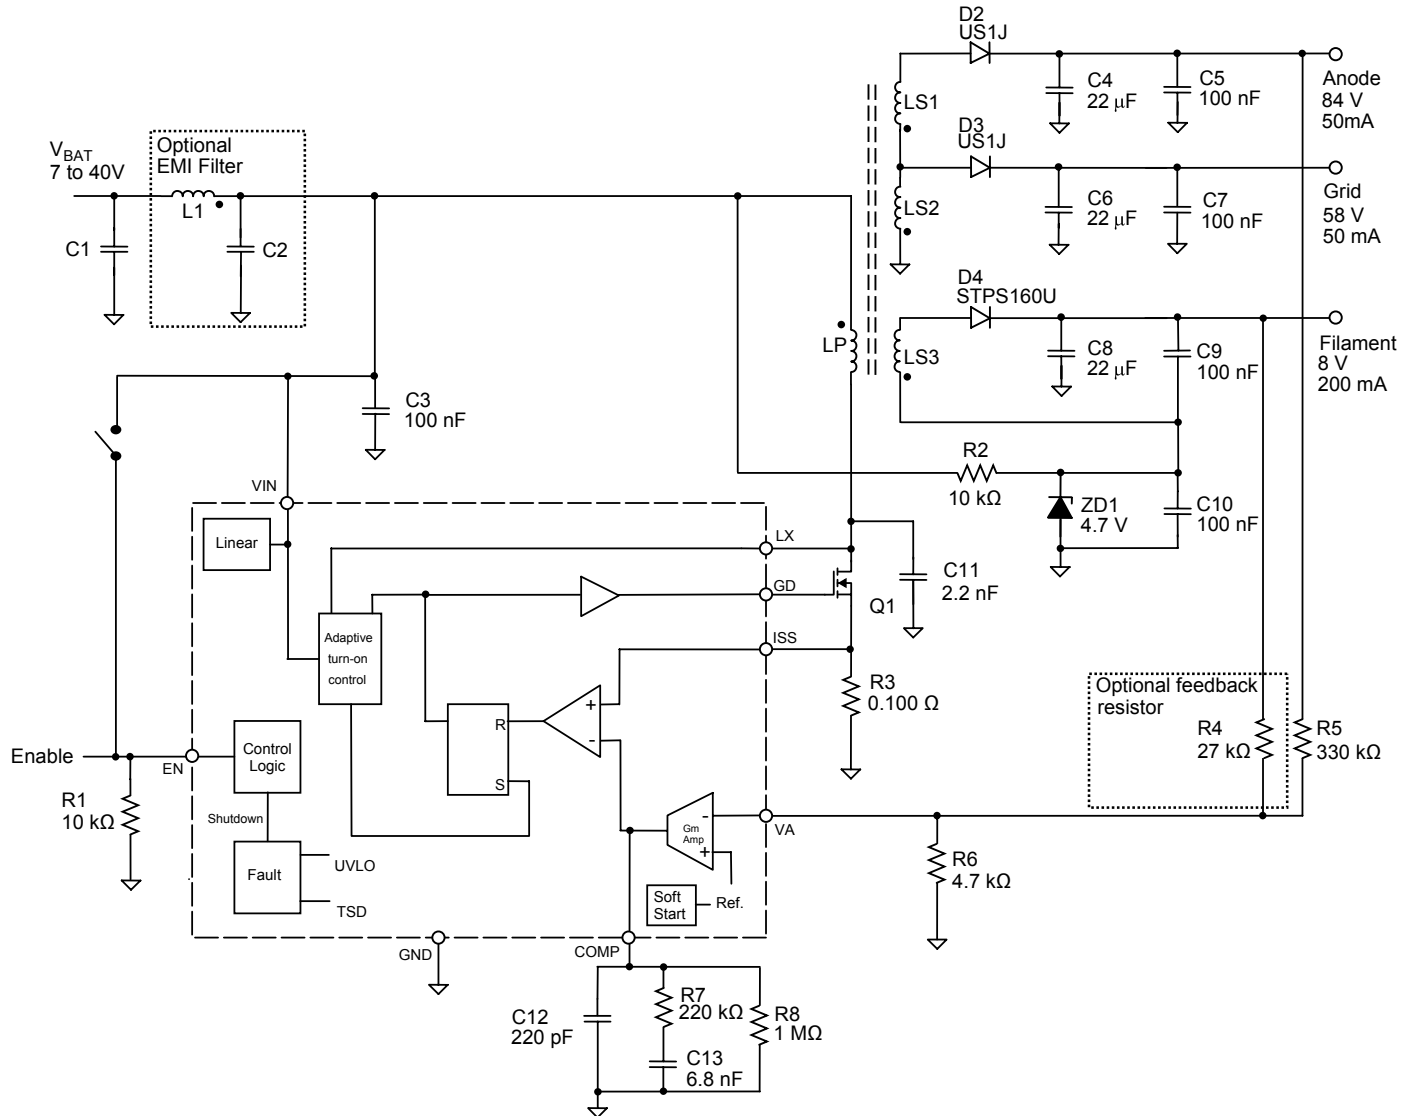 D2
US1J
LS1
C4
22 μF
C5
100 nF
Anode
84 V
50mA
D3
US1J
VBAT
7 to 40V
Optional
EMI Filter
L1
C1
C2
LS2
C6
22 μF
C7
100 nF
Grid
58 V
50 mA
D4
STPS160U
LP
LS3
C8
22 μF
C9
100 nF
Filament
8 V
200 mA
C3
100 nF
R2
10 kΩ
ZD1
4.7 V
C10
100 nF
VIN
Linear
LX
GD
ISS
Q1
C11
2.2 nF
Adaptive
turn-on
control
R3
0.100 Ω
Optional feedback
resistor
R4
27 kΩ
R5
330 kΩ
+
-
R
S
Enable
EN
Control
Logic
R1
10 kΩ
Shutdown
Fault
UVLO
TSD
-
Gm
Amp
+
VA
R6
4.7 kΩ
Soft
Start
Ref.
GND
COMP
C12
220 pF
R7
220 kΩ
R8
1 MΩ
C13
6.8 nF